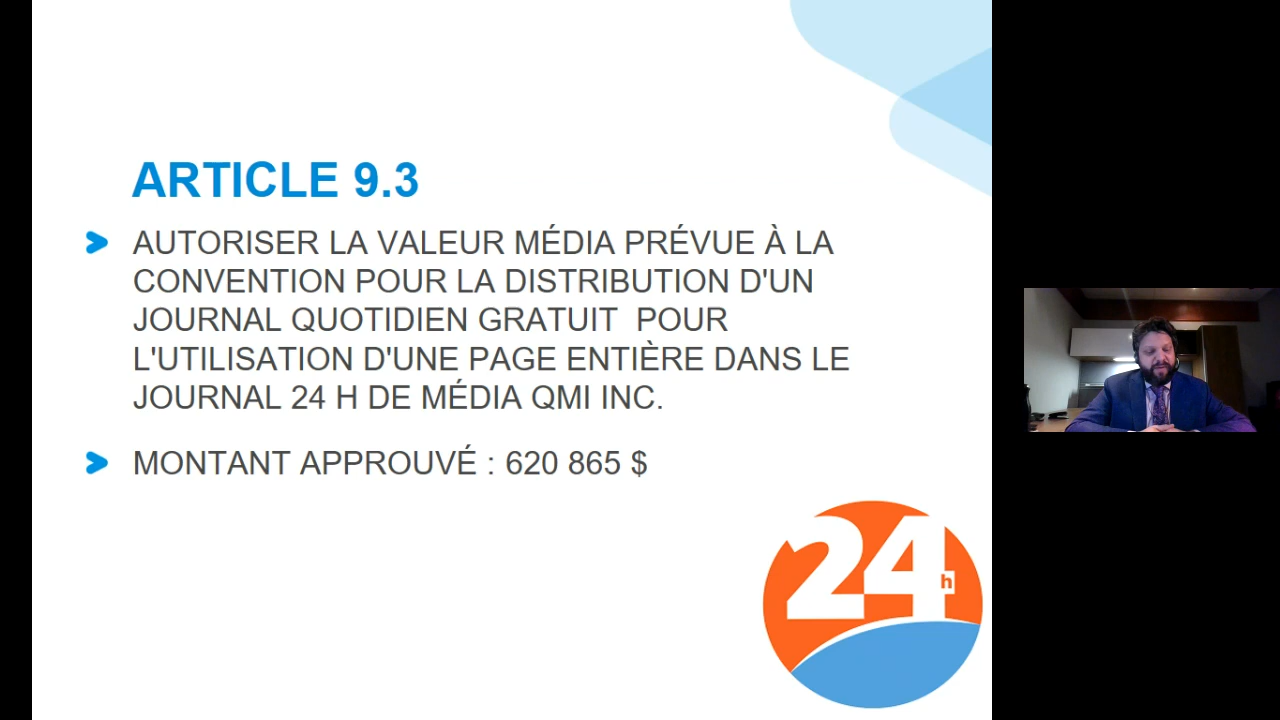 ARTICLE 9.3
AUTORISER LA VALEUR MÉDIA PRÉVUE À LA
CONVENTION POUR LA DISTRIBUTION D'UN
JOURNAL QUOTIDIEN GRATUIT  POUR
L'UTILISATION D'UNE PAGE ENTIÈRE DANS LE
JOURNAL 24 H DE MÉDIA QMI INC.
MONTANT APPROUVÉ : 620 865 $
24h